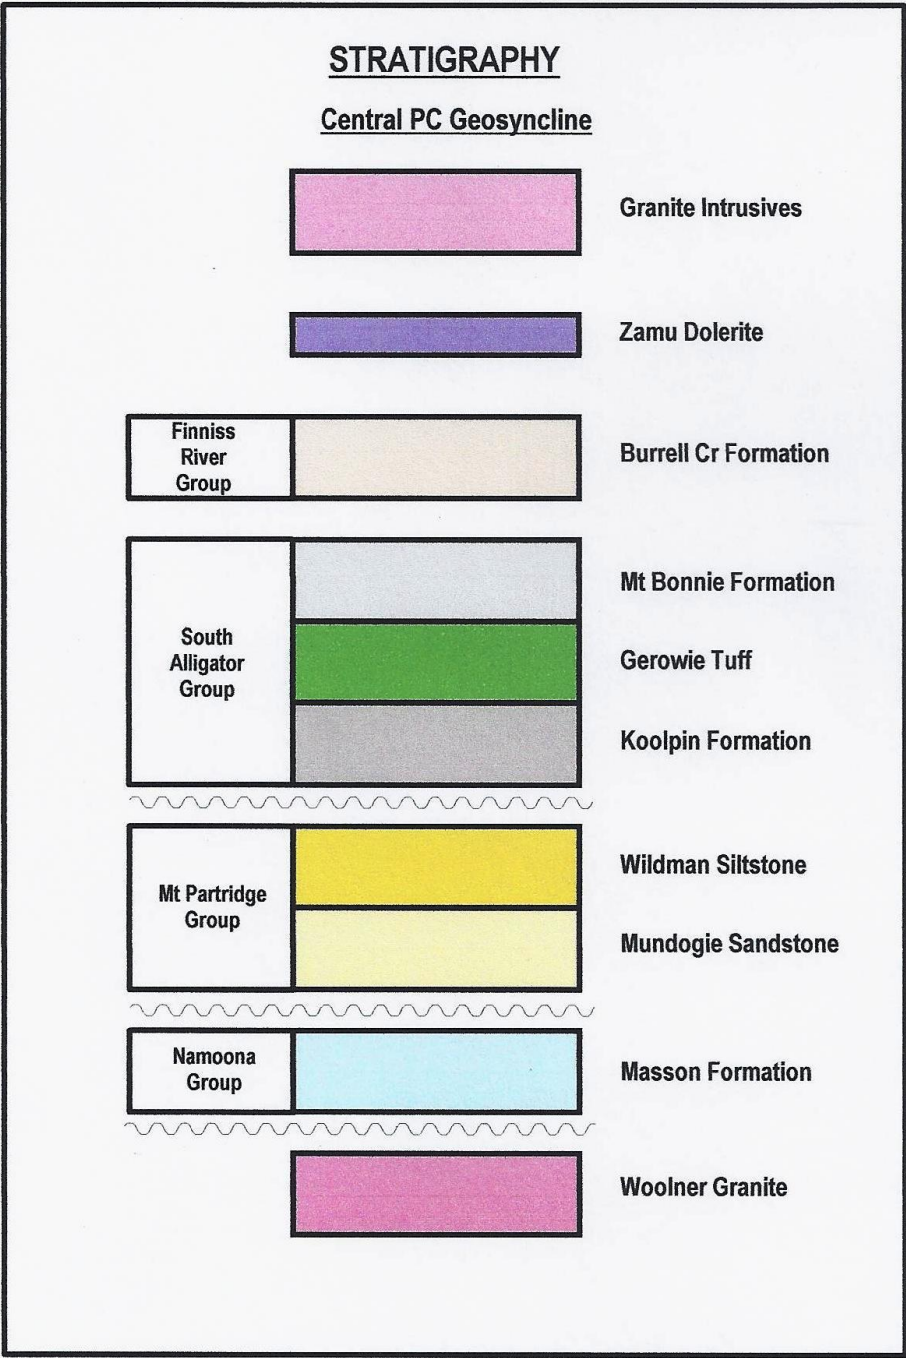 STRATIGRAPHY
Central PC Geosyncline
Granite Intrusives
Zamu Dolerite
Finniss
River
Group
Burrell Cr Formation
South
Alligator
Group
Mt Bonnie Formation
Gerowie Tuff
Koolpin Formation
Mt Partridge
Group
Wildman Siltstone
Mundogie Sandstone
Namoona
Group
Masson Formation
Woolner Granite